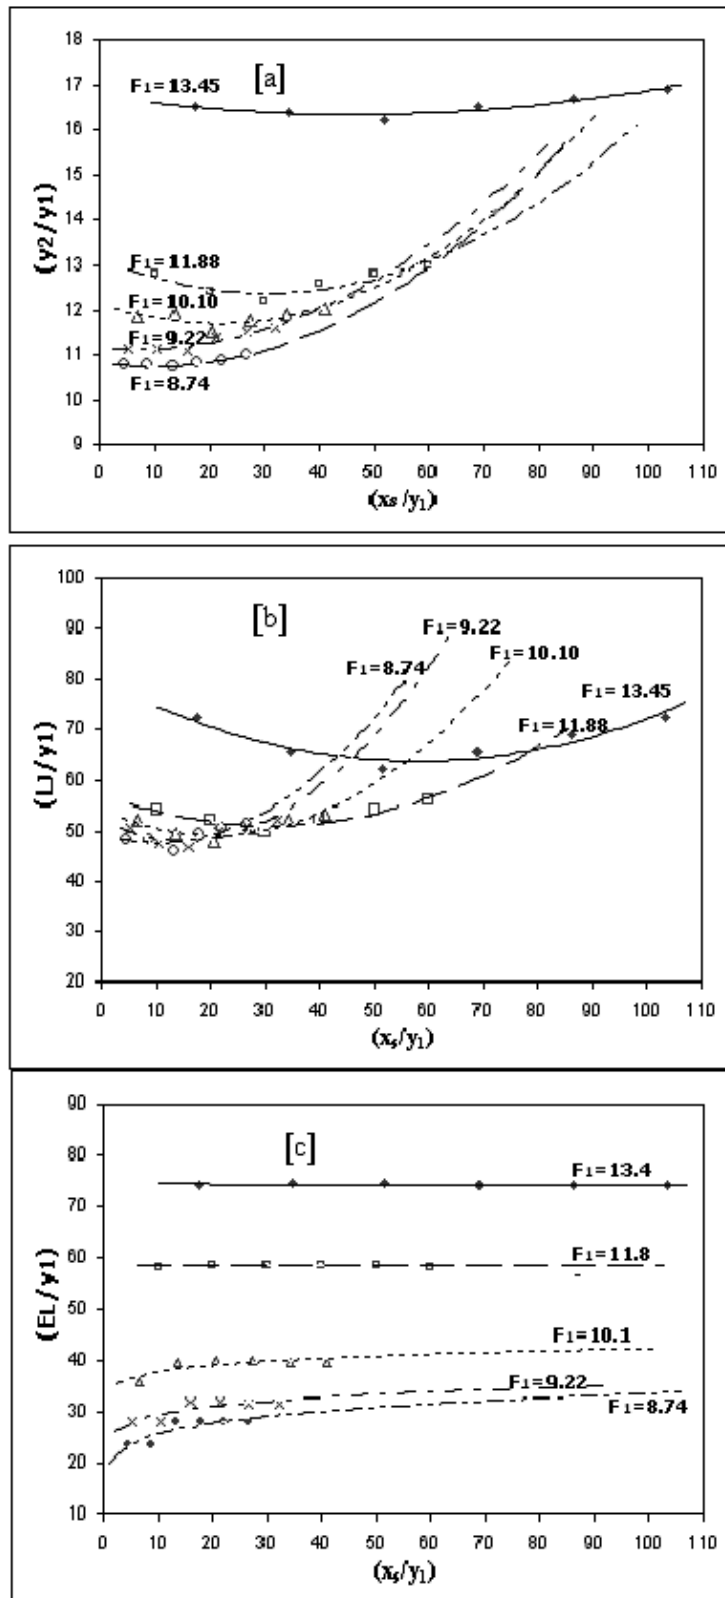 18
[a]
F1=13.45
17
16
15
(y2/y1)
14
13
F1=11.88
F1=10.10
12
F1=9.22
11
F1=8.74
10
9
0 10 20 30 40 50 60 70 80 90 100 110
(xs/y1)
100
[b]
90
F1=9.22
F1=8.74
F1=10.10
80
F1=13.45
70
F1=11.88
(LJ/y1)
60
50
40
30
20
0 10 20 30 40 50 60 70 80 90 100 110
(xs/y1)
90
[c]
80
F1=13.4
70
(EL/y1)
60
F1=11.8
50
F1=10.1
40
F1=9.22
30
F1=8.74
20
10
0 10 20 30 40 50 60 70 80 90 100 110
(xs/y1)